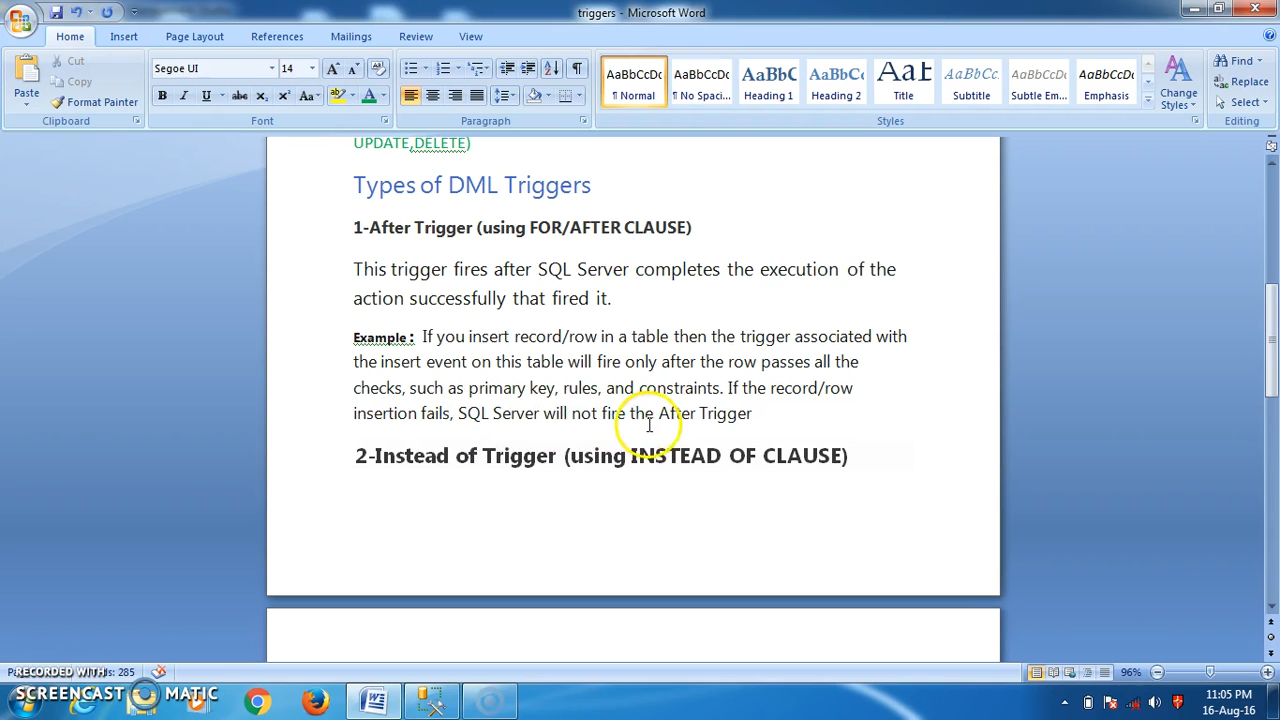 triggers - Microsoft Word
Home Insert Page Layout References Mailings Review View
Paste
Cut
Copy
Format Painter
Clipboard
Segoe UI 14
Font
Paragraph
AaBbCcDc AaBbCcDc AaBbC AaBbCc AaB AaBbCc. AaBbCcDc AaBbCcDc
¶ Normal ¶ No Spaci... Heading 1 Heading 2 Title Subtitle Subtle Em... Emphasis
Change Styles
Styles
Find
Replace
Select
Editing
UPDATE,DELETE)
Types of DML Triggers
1-After Trigger (using FOR/AFTER CLAUSE)
This trigger fires after SQL Server completes the execution of the
action successfully that fired it.
Example : If you insert record/row in a table then the trigger associated with
the insert event on this table will fire only after the row passes all the
checks, such as primary key, rules, and constraints. If the record/row
insertion fails, SQL Server will not fire the After Trigger
2-Instead of Trigger (using INSTEAD OF CLAUSE)
285
96%
RECORDED WITH
SCREENCAST MATIC
11:05 PM
16-Aug-16